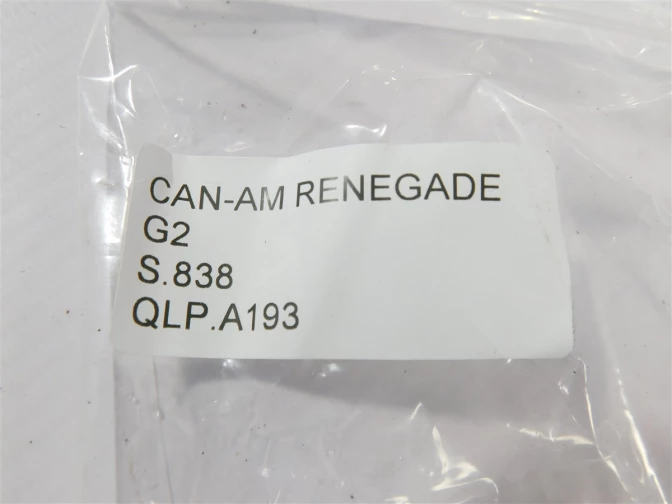 CAN-AM RENEGADE
G2
S.838
QLP.A193